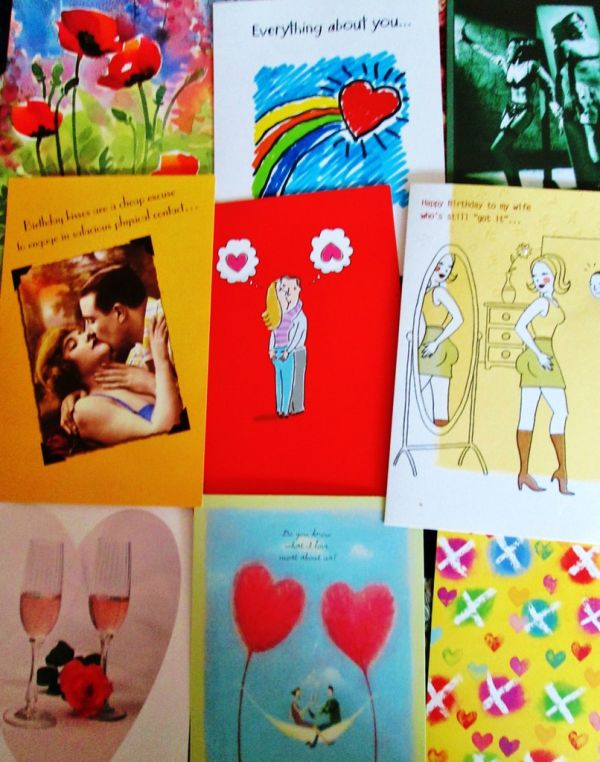 Everything about you...
Birthday kisses are a cheap excuse
to engage in salacious physical contact...
Happy Birthday to my wife
who's still "got it"...
Do you know
what I love
most about us?